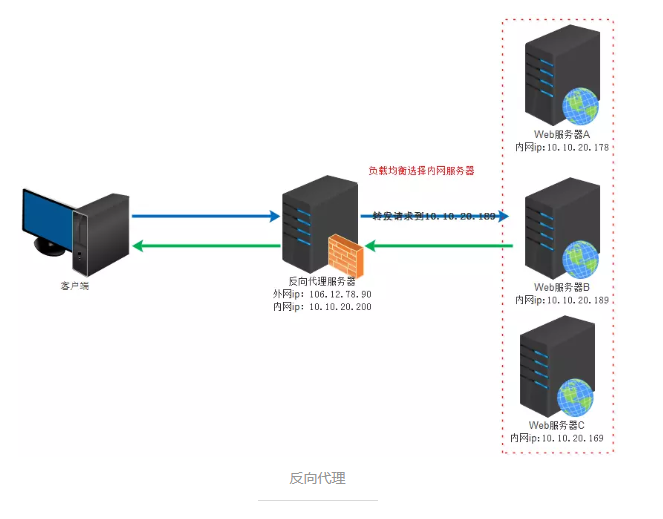 Web服务器A
内网ip:10.10.20.178
负载均衡选择内网服务器
转发请求到10.10.20.189
客户端
反向代理服务器
外网ip: 106.12.78.90
内网ip: 10.10.20.200
Web服务器B
内网ip:10.10.20.189
Web服务器C
内网ip:10.10.20.169
反向代理